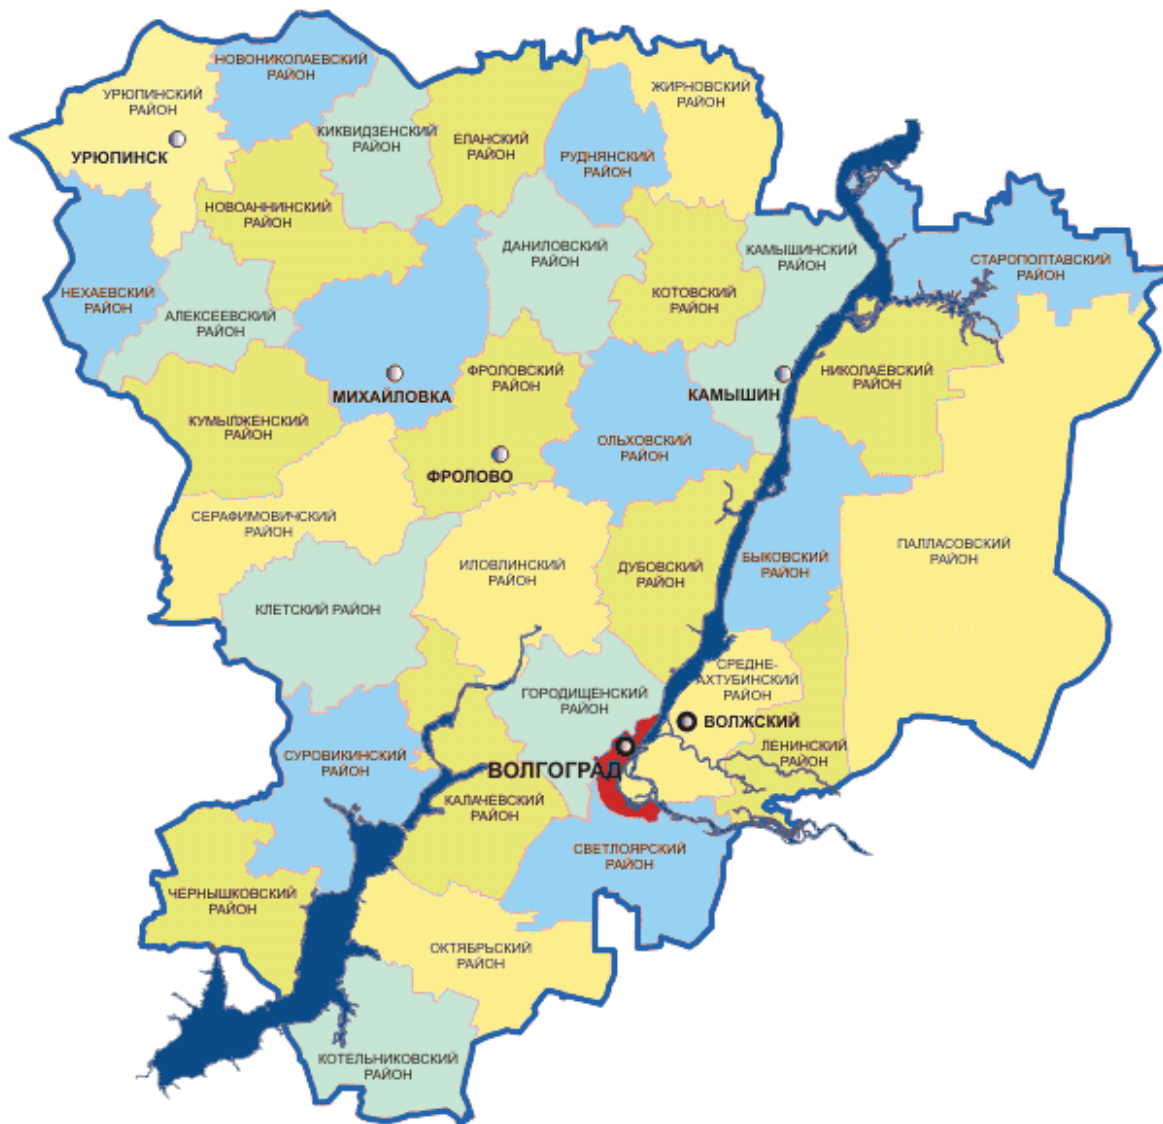 НОВОНИКОЛАЕВСКИЙ
РАЙОН
УРЮПИНСКИЙ
РАЙОН
ЖИРНОВСКИЙ
РАЙОН
КИКВИДЗЕНСКИЙ
РАЙОН
ЕЛАНСКИЙ
РАЙОН
РУДНЯНСКИЙ
РАЙОН
УРЮПИНСК
НОВОАННИНСКИЙ
РАЙОН
ДАНИЛОВСКИЙ
РАЙОН
КАМЫШИНСКИЙ
РАЙОН
СТАРОПОЛТАВСКИЙ
РАЙОН
НЕХАЕВСКИЙ
РАЙОН
КОТОВСКИЙ
РАЙОН
АЛЕКСЕЕВСКИЙ
РАЙОН
ФРОЛОВСКИЙ
РАЙОН
НИКОЛАЕВСКИЙ
РАЙОН
МИХАЙЛОВКА
КАМЫШИН
КУМЫЛЖЕНСКИЙ
РАЙОН
ОЛЬХОВСКИЙ
РАЙОН
ФРОЛОВО
СЕРАФИМОВИЧСКИЙ
РАЙОН
ПАЛЛАСОВСКИЙ
РАЙОН
БЫКОВСКИЙ
РАЙОН
ИЛОВЛИНСКИЙ
РАЙОН
ДУБОВСКИЙ
РАЙОН
КЛЕТСКИЙ РАЙОН
СРЕДНЕ-
АХТУБИНСКИЙ
РАЙОН
ГОРОДИЩЕНСКИЙ
РАЙОН
ВОЛЖСКИЙ
ЛЕНИНСКИЙ
РАЙОН
СУРОВИКИНСКИЙ
РАЙОН
ВОЛГОГРАД
КАЛАЧЕВСКИЙ
РАЙОН
СВЕТЛОЯРСКИЙ
РАЙОН
ЧЕРНЫШКОВСКИЙ
РАЙОН
ОКТЯБРЬСКИЙ
РАЙОН
КОТЕЛЬНИКОВСКИЙ
РАЙОН